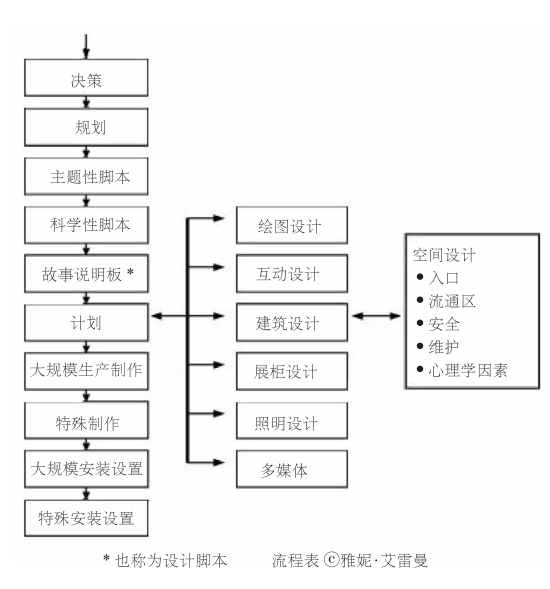 决策
规划
主题性脚本
科学性脚本
故事说明板 *
计划
大规模生产制作
特殊制作
大规模安装设置
特殊安装设置
绘图设计
互动设计
建筑设计
展柜设计
照明设计
多媒体
空间设计
●入口
●流通区
●安全
●维护
●心理学因素
* 也称为设计脚本 流程表 ©雅妮·艾雷曼